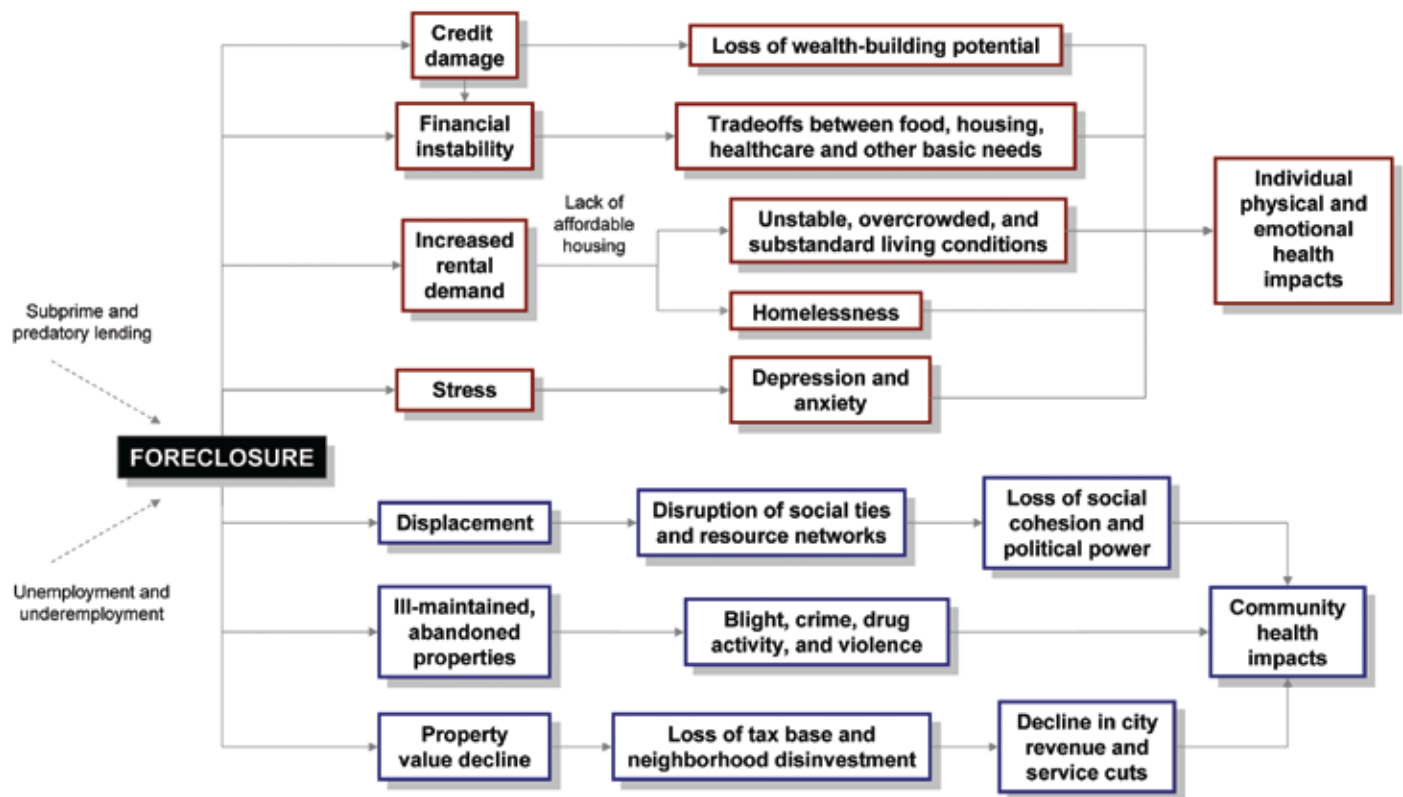 Credit
damage
Loss of wealth-building potential
Financial
instability
Tradeoffs between food, housing,
healthcare and other basic needs
Individual
physical and
emotional
health
impacts
Lack of
affordable
housing
Increased
rental
demand
Unstable, overcrowded, and
substandard living conditions
Homelessness
Subprime and
predatory lending
Stress
Depression and
anxiety
FORECLOSURE
Displacement
Disruption of social ties
and resource networks
Loss of social
cohesion and
political power
Unemployment and
underemployment
Ill-maintained,
abandoned
properties
Blight, crime, drug
activity, and violence
Community
health
impacts
Property
value decline
Loss of tax base and
neighborhood disinvestment
Decline in city
revenue and
service cuts